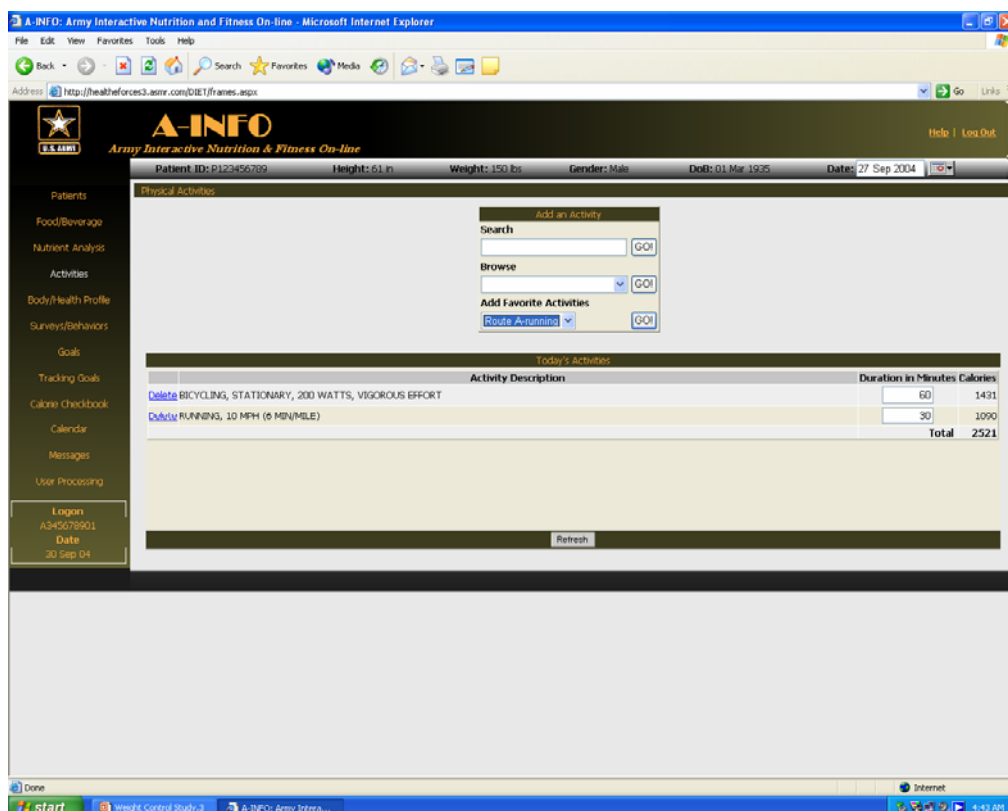 A-INFO: Army Interactive Nutrition and Fitness On-line - Microsoft Internet Explorer
File Edit View Favorites Tools Help
Back Search Favorites Media
Address http://healtheforces3.asmr.com/DIET/frames.aspx Go Links
U.S. ARMY
A-INFO
Army Interactive Nutrition & Fitness On-line
Help | Log Out
Patient ID: P123456789 Height: 61 in Weight: 150 lbs Gender: Male DoB: 01 Mar 1935 Date: 27 Sep 2004
Patients
Food/Beverage
Nutrient Analysis
Activities
Body/Health Profile
Surveys/Behaviors
Goals
Tracking Goals
Calorie Checkbook
Calendar
Messages
User Processing
Logon
A345678901
Date
30 Sep 04
Physical Activities
Add an Activity
Search
GO!
Browse
GO!
Add Favorite Activities
Route A-running GO!
Today's Activities
Activity Description Duration in Minutes Calories
Delete BICYCLING, STATIONARY, 200 WATTS, VIGOROUS EFFORT 60 1431
Delete RUNNING, 10 MPH (6 MIN/MILE) 30 1090
Total 2521
Refresh
Done Internet
start Weight Control Study.3 A-INFO: Army Intera... 4:43 AM